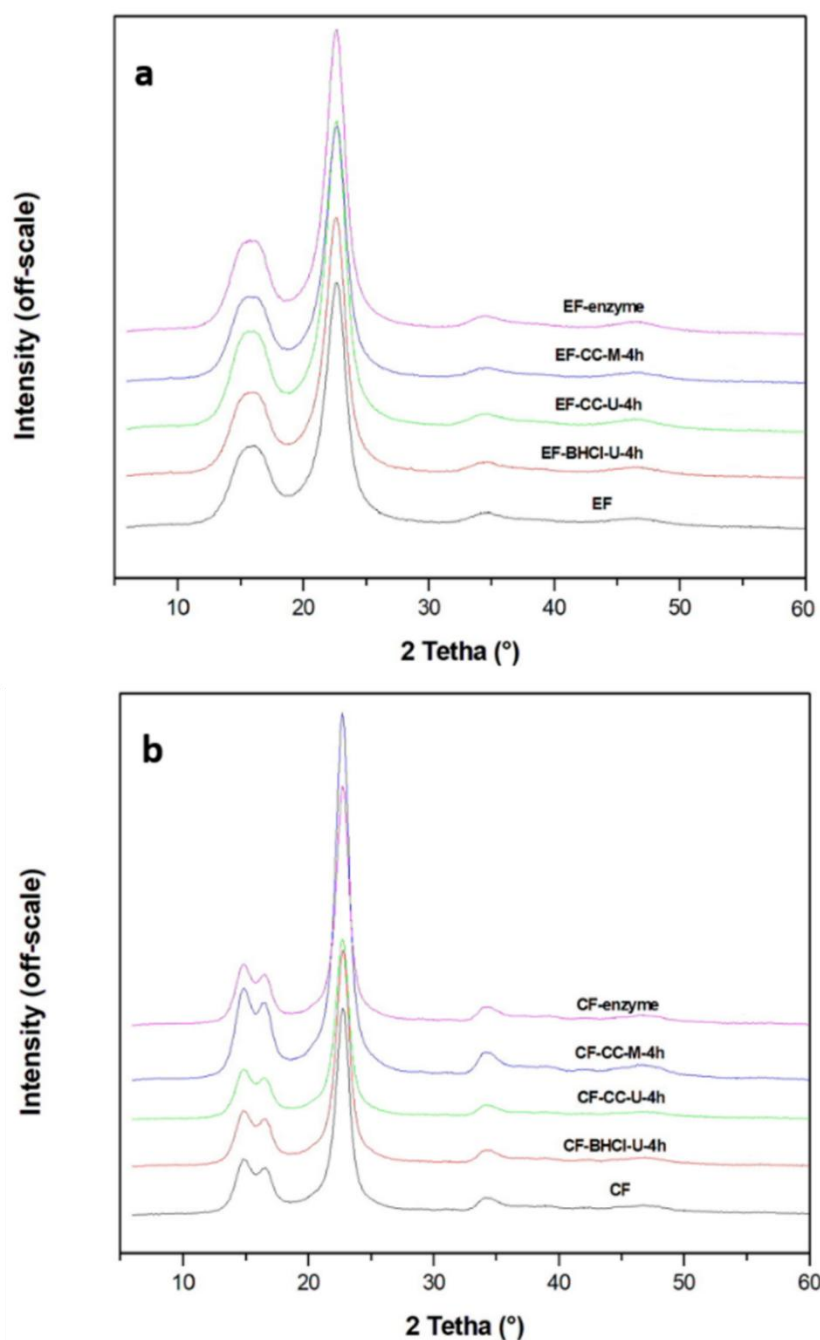 a
Intensity (off-scale)
EF-enzyme
EF-CC-M-4h
EF-CC-U-4h
EF-BHCl-U-4h
EF
10 20 30 40 50 60
2 Tetha (°)
b
Intensity (off-scale)
CF-enzyme
CF-CC-M-4h
CF-CC-U-4h
CF-BHCl-U-4h
CF
10 20 30 40 50 60
2 Tetha (°)